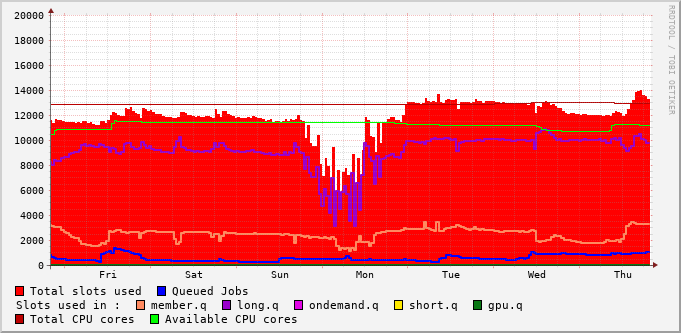 20000
18000
16000
14000
12000
10000
8000
6000
4000
2000
0
Fri Sat Sun Mon Tue Wed Thu
RRDTOOL / TOBI OETIKER
Total slots used Queued Jobs
Slots used in : member.q long.q ondemand.q short.q gpu.q
Total CPU cores Available CPU cores